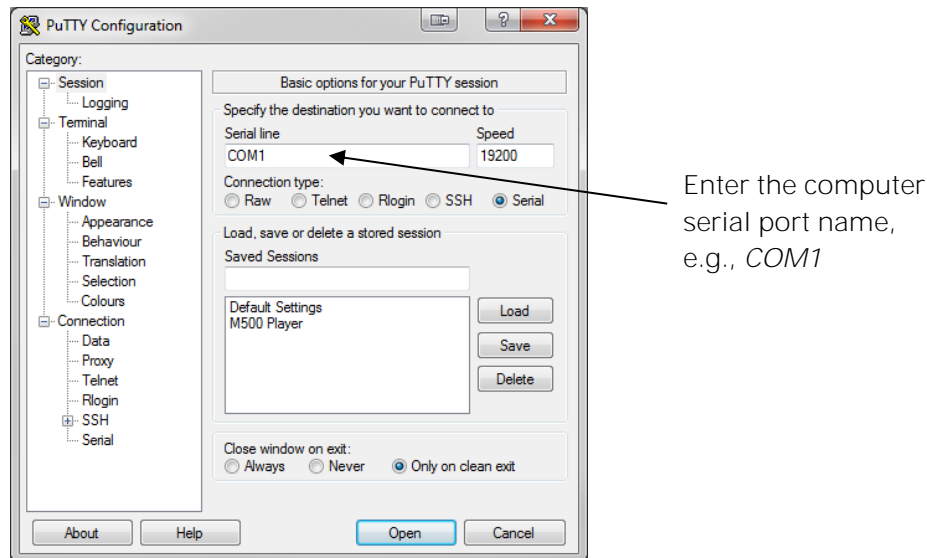 PuTTY Configuration
Category:
Session
Logging
Terminal
Keyboard
Bell
Features
Window
Appearance
Behaviour
Translation
Selection
Colours
Connection
Data
Proxy
Telnet
Rlogin
SSH
Serial
Basic options for your PuTTY session
Specify the destination you want to connect to
Serial line Speed
COM1 19200
Connection type:
Raw Telnet Rlogin SSH Serial
Load, save or delete a stored session
Saved Sessions
Default Settings
M500 Player
Load
Save
Delete
Close window on exit:
Always Never Only on clean exit
About Help Open Cancel
Enter the computer
serial port name,
e.g., COM1